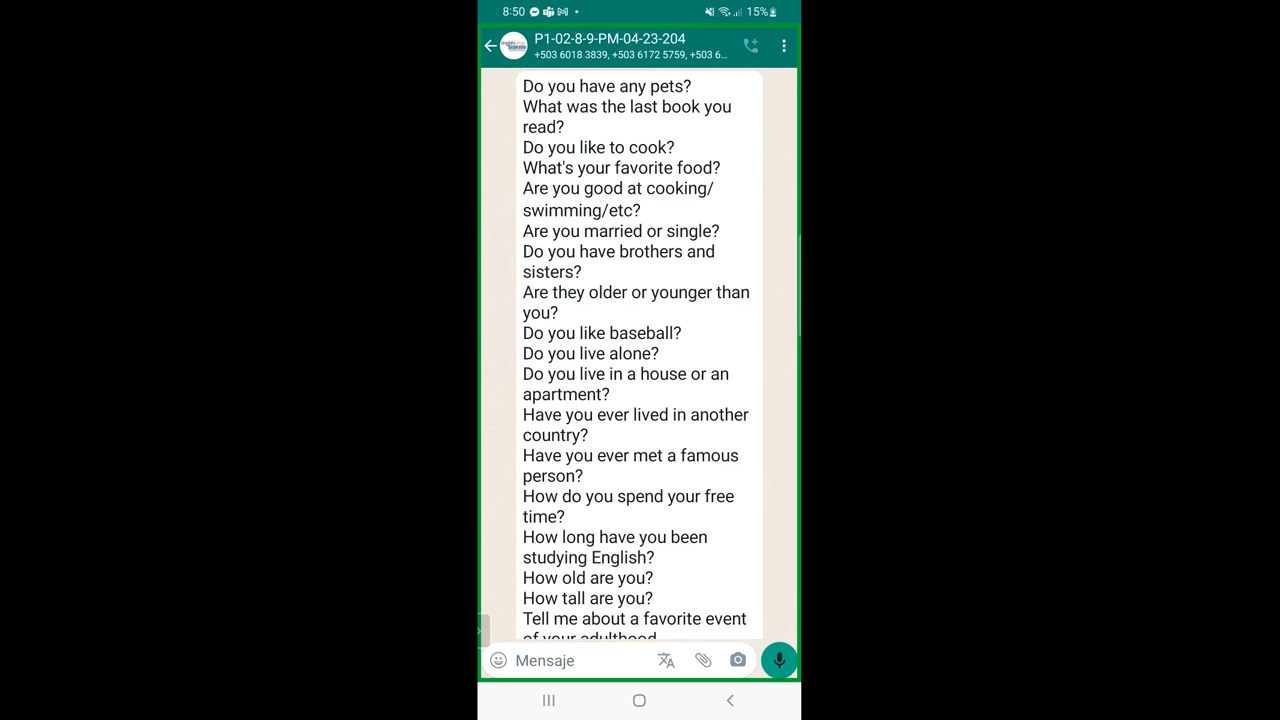 8:50
15%
P1-02-8-9-PM-04-23-204
+503 6018 3839, +503 6172 5759, +503 6...
Do you have any pets?
What was the last book you
read?
Do you like to cook?
What's your favorite food?
Are you good at cooking/
swimming/etc?
Are you married or single?
Do you have brothers and
sisters?
Are they older or younger than
you?
Do you like baseball?
Do you live alone?
Do you live in a house or an
apartment?
Have you ever lived in another
country?
Have you ever met a famous
person?
How do you spend your free
time?
How long have you been
studying English?
How old are you?
How tall are you?
Tell me about a favorite event
of your adulthood
Mensaje